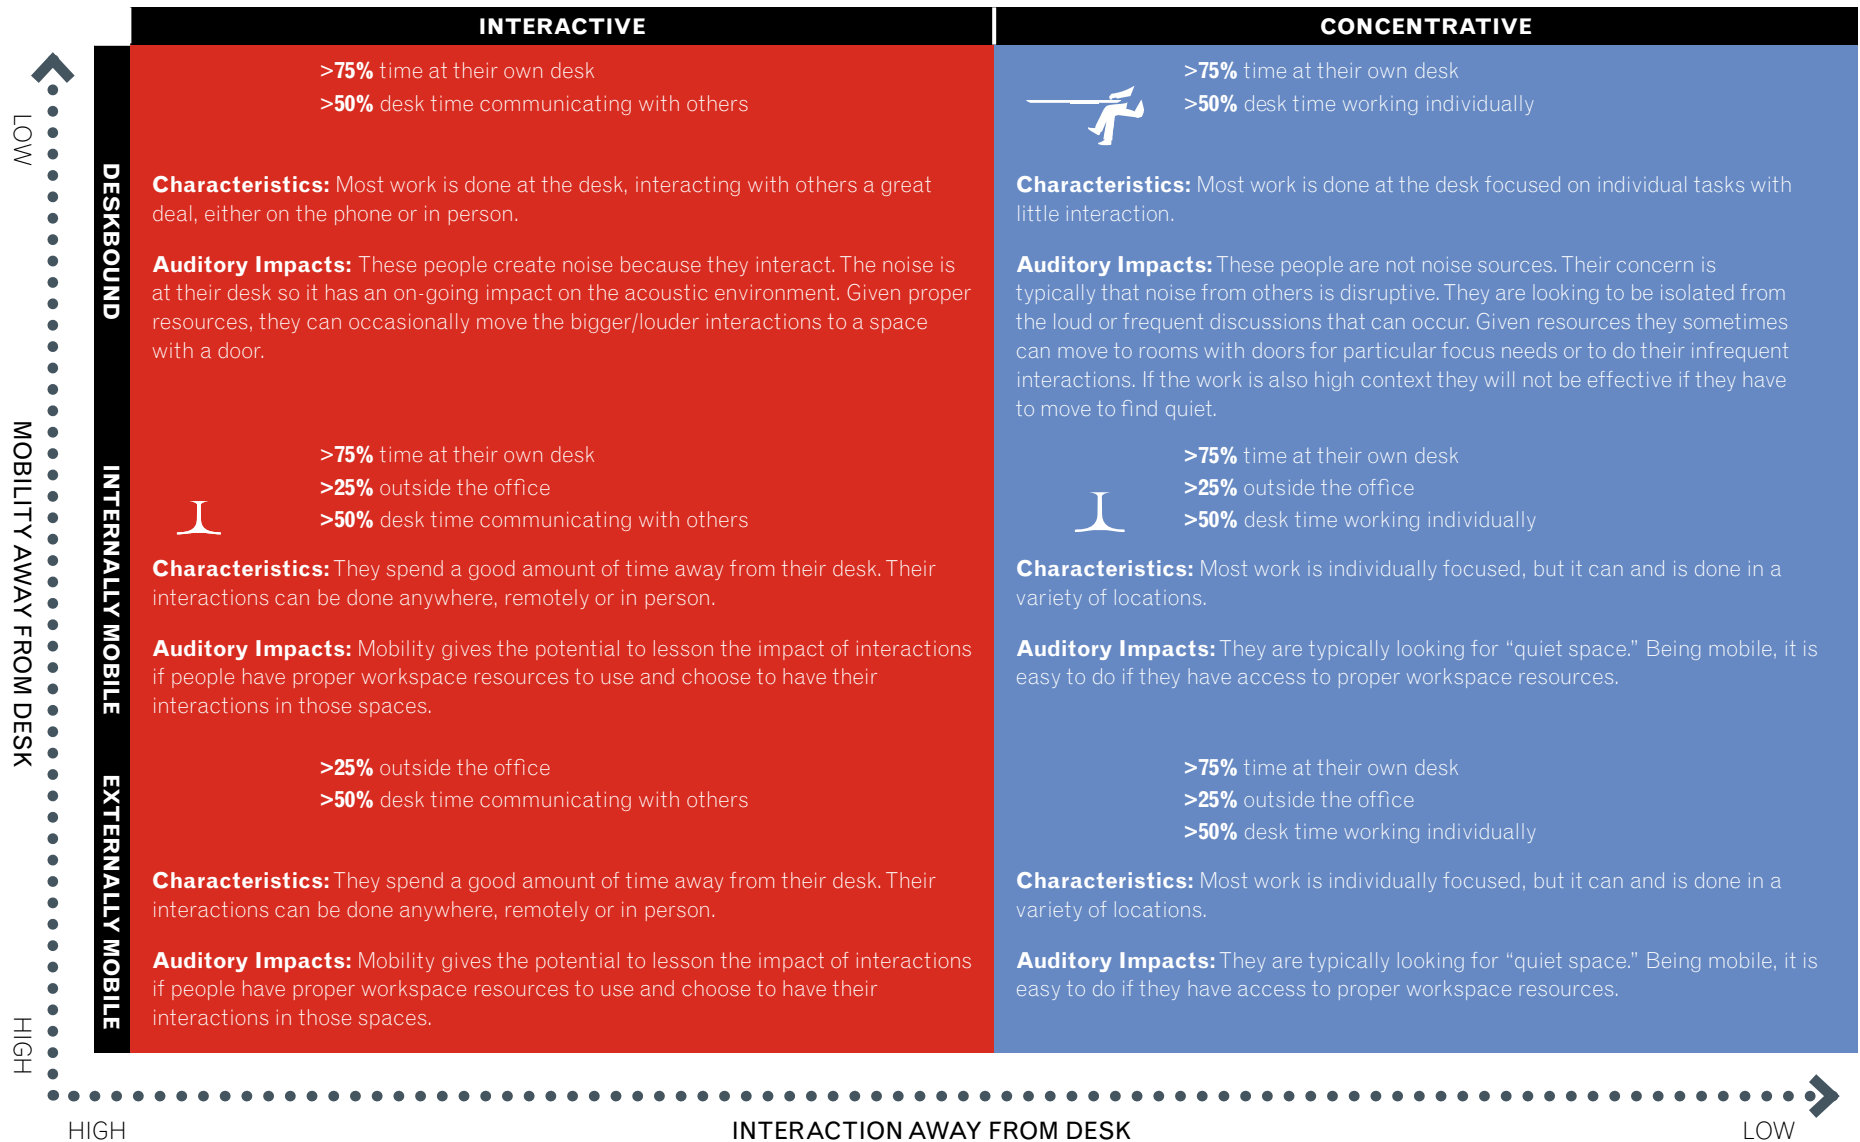 INTERACTIVE
CONCENTRATIVE
LOW
MOBILITY AWAY FROM DESK
HIGH
DESKBOUND
>75% time at their own desk
>50% desk time communicating with others
Characteristics: Most work is done at the desk, interacting with others a great
deal, either on the phone or in person.
Auditory Impacts: These people create noise because they interact. The noise is
at their desk so it has an on-going impact on the acoustic environment. Given proper
resources, they can occasionally move the bigger/louder interactions to a space
with a door.
>75% time at their own desk
>50% desk time working individually
Characteristics: Most work is done at the desk focused on individual tasks with
little interaction.
Auditory Impacts: These people are not noise sources. Their concern is
typically that noise from others is disruptive. They are looking to be isolated from
the loud or frequent discussions that can occur. Given resources they sometimes
can move to rooms with doors for particular focus needs or to do their infrequent
interactions. If the work is also high context they will not be effective if they have
to move to find quiet.
INTERNALLY MOBILE
>75% time at their own desk
>25% outside the office
>50% desk time communicating with others
Characteristics: They spend a good amount of time away from their desk. Their
interactions can be done anywhere, remotely or in person.
Auditory Impacts: Mobility gives the potential to lesson the impact of interactions
if people have proper workspace resources to use and choose to have their
interactions in those spaces.
>75% time at their own desk
>25% outside the office
>50% desk time working individually
Characteristics: Most work is individually focused, but it can and is done in a
variety of locations.
Auditory Impacts: They are typically looking for “quiet space.” Being mobile, it is
easy to do if they have access to proper workspace resources.
EXTERNALLY MOBILE
>25% outside the office
>50% desk time communicating with others
Characteristics: They spend a good amount of time away from their desk. Their
interactions can be done anywhere, remotely or in person.
Auditory Impacts: Mobility gives the potential to lesson the impact of interactions
if people have proper workspace resources to use and choose to have their
interactions in those spaces.
>75% time at their own desk
>25% outside the office
>50% desk time working individually
Characteristics: Most work is individually focused, but it can and is done in a
variety of locations.
Auditory Impacts: They are typically looking for “quiet space.” Being mobile, it is
easy to do if they have access to proper workspace resources.
HIGH
INTERACTION AWAY FROM DESK
LOW